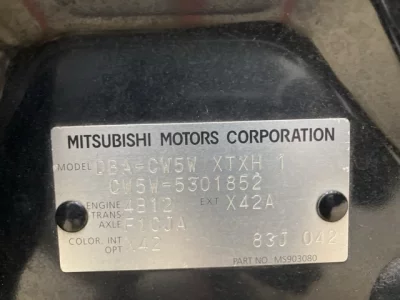 MITSUBISHI MOTORS CORPORATION
MODEL DBA-CW5W XTXH 1
CW5W-5301852
ENGINE 4B12 EXT X42A
TRANS AXLE F1CJA
COLOR, INT OPT X42 83J 042
PART NO. MS903080